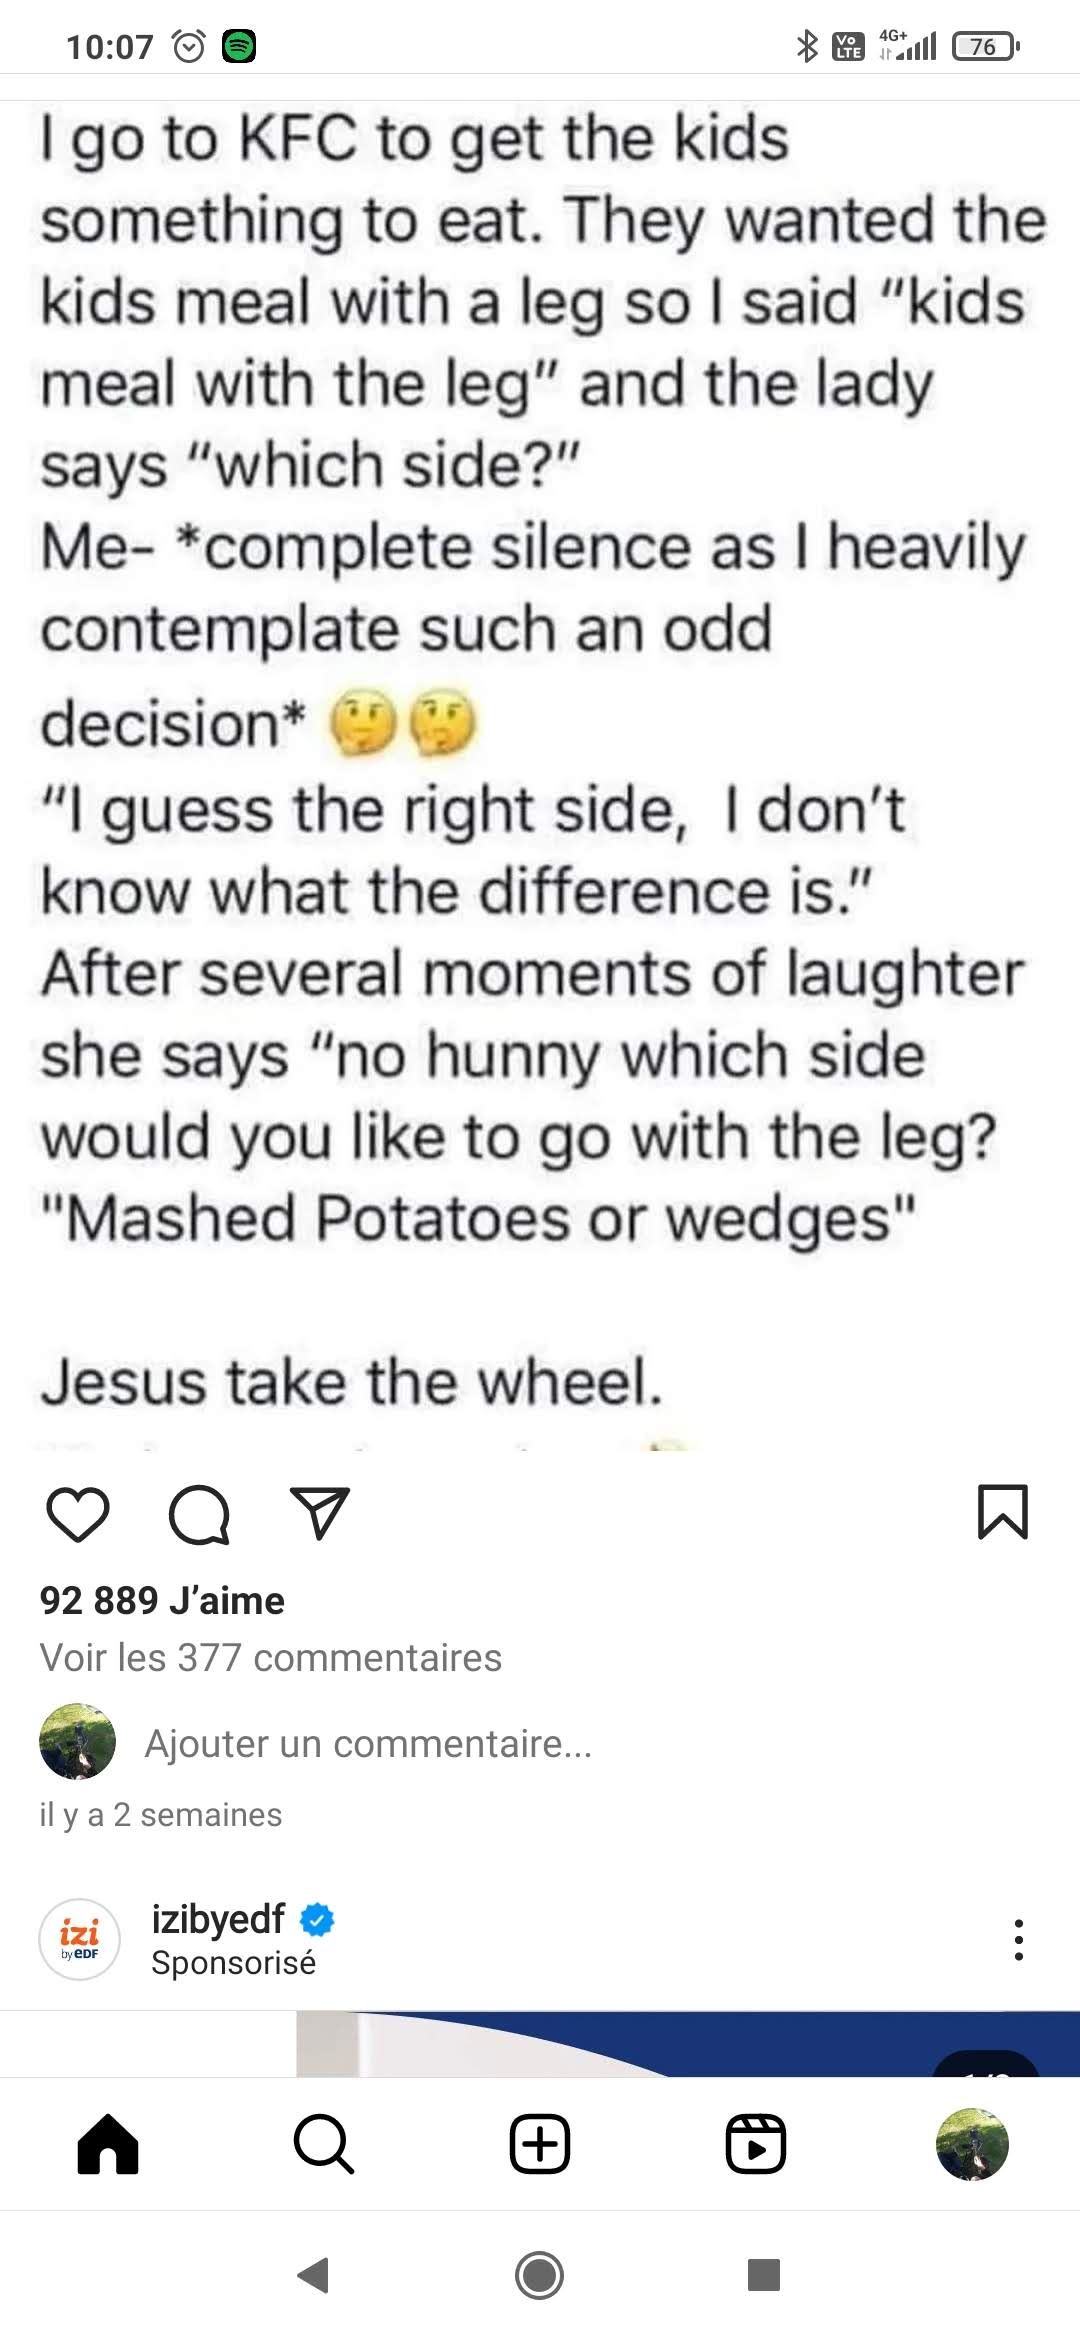 10:07
Vo LTE 4G+ 76
I go to KFC to get the kids
something to eat. They wanted the
kids meal with a leg so I said “kids
meal with the leg” and the lady
says “which side?”
Me- *complete silence as I heavily
contemplate such an odd
decision* 🤔🤔
“I guess the right side,  I don’t
know what the difference is.”
After several moments of laughter
she says “no hunny which side
would you like to go with the leg?
"Mashed Potatoes or wedges"
Jesus take the wheel.
92 889 J’aime
Voir les 377 commentaires
Ajouter un commentaire...
il y a 2 semaines
izi
by eDF
izibyedf
Sponsorisé